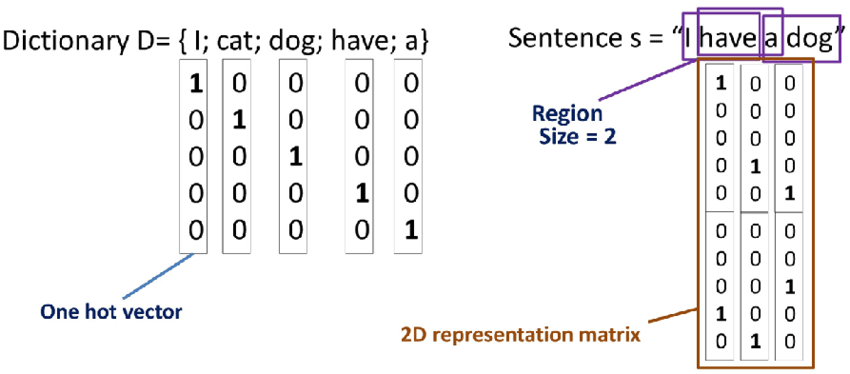 Dictionary D= { I; cat; dog; have; a}
1 0 0 0 0
0 1 0 0 0
0 0 1 0 0
0 0 0 1 0
0 0 0 0 1
One hot vector
Sentence s = “I have a dog”
Region
Size = 2
1 0 0
0 0 0
0 0 0
0 1 0
0 0 1
0 0 0
0 0 0
0 0 1
1 0 0
0 1 0
2D representation matrix